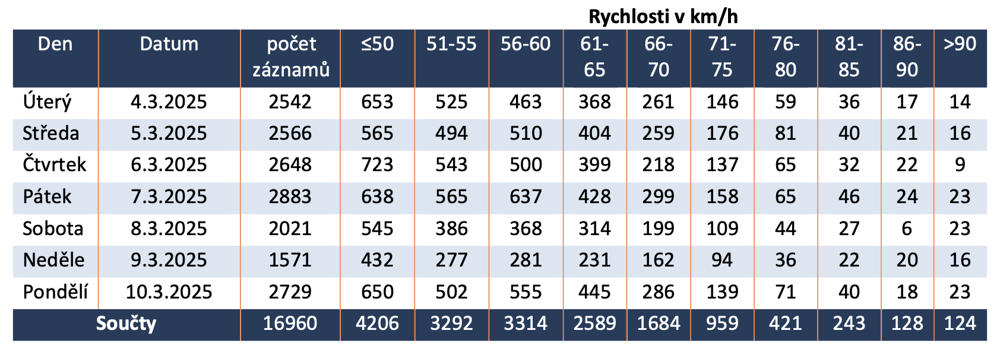 Rychlosti v km/h
Den Datum počet záznamů ≤50 51-55 56-60 61-65 66-70 71-75 76-80 81-85 86-90 >90
Úterý 4.3.2025 2542 653 525 463 368 261 146 59 36 17 14
Středa 5.3.2025 2566 565 494 510 404 259 176 81 40 21 16
Čtvrtek 6.3.2025 2648 723 543 500 399 218 137 65 32 22 9
Pátek 7.3.2025 2883 638 565 637 428 299 158 65 46 24 23
Sobota 8.3.2025 2021 545 386 368 314 199 109 44 27 6 23
Neděle 9.3.2025 1571 432 277 281 231 162 94 36 22 20 16
Pondělí 10.3.2025 2729 650 502 555 445 286 139 71 40 18 23
Součty 16960 4206 3292 3314 2589 1684 959 421 243 128 124